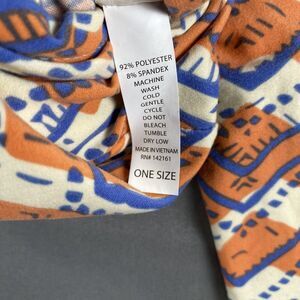 92% POLYESTER
8% SPANDEX
MACHINE
WASH
COLD
GENTLE
CYCLE
DO NOT
BLEACH
TUMBLE
DRY LOW
MADE IN VIETNAM
RN# 142161
ONE SIZE